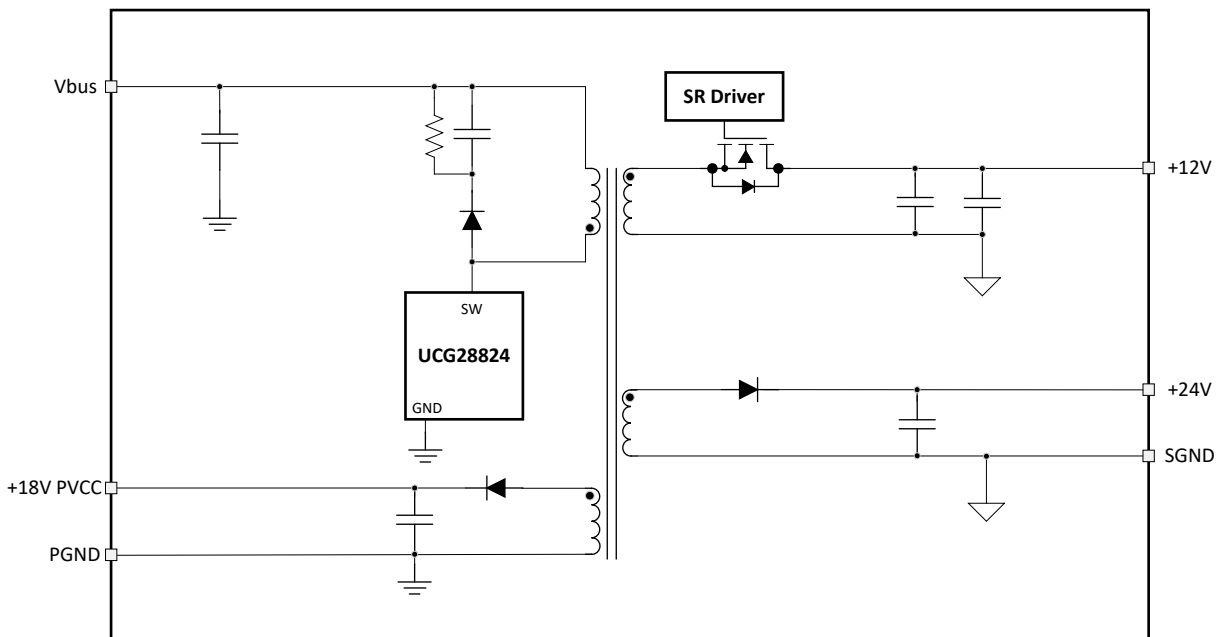 Vbus
SR Driver
+12V
SW
UCG28824
GND
+24V
SGND
+18V PVCC
PGND